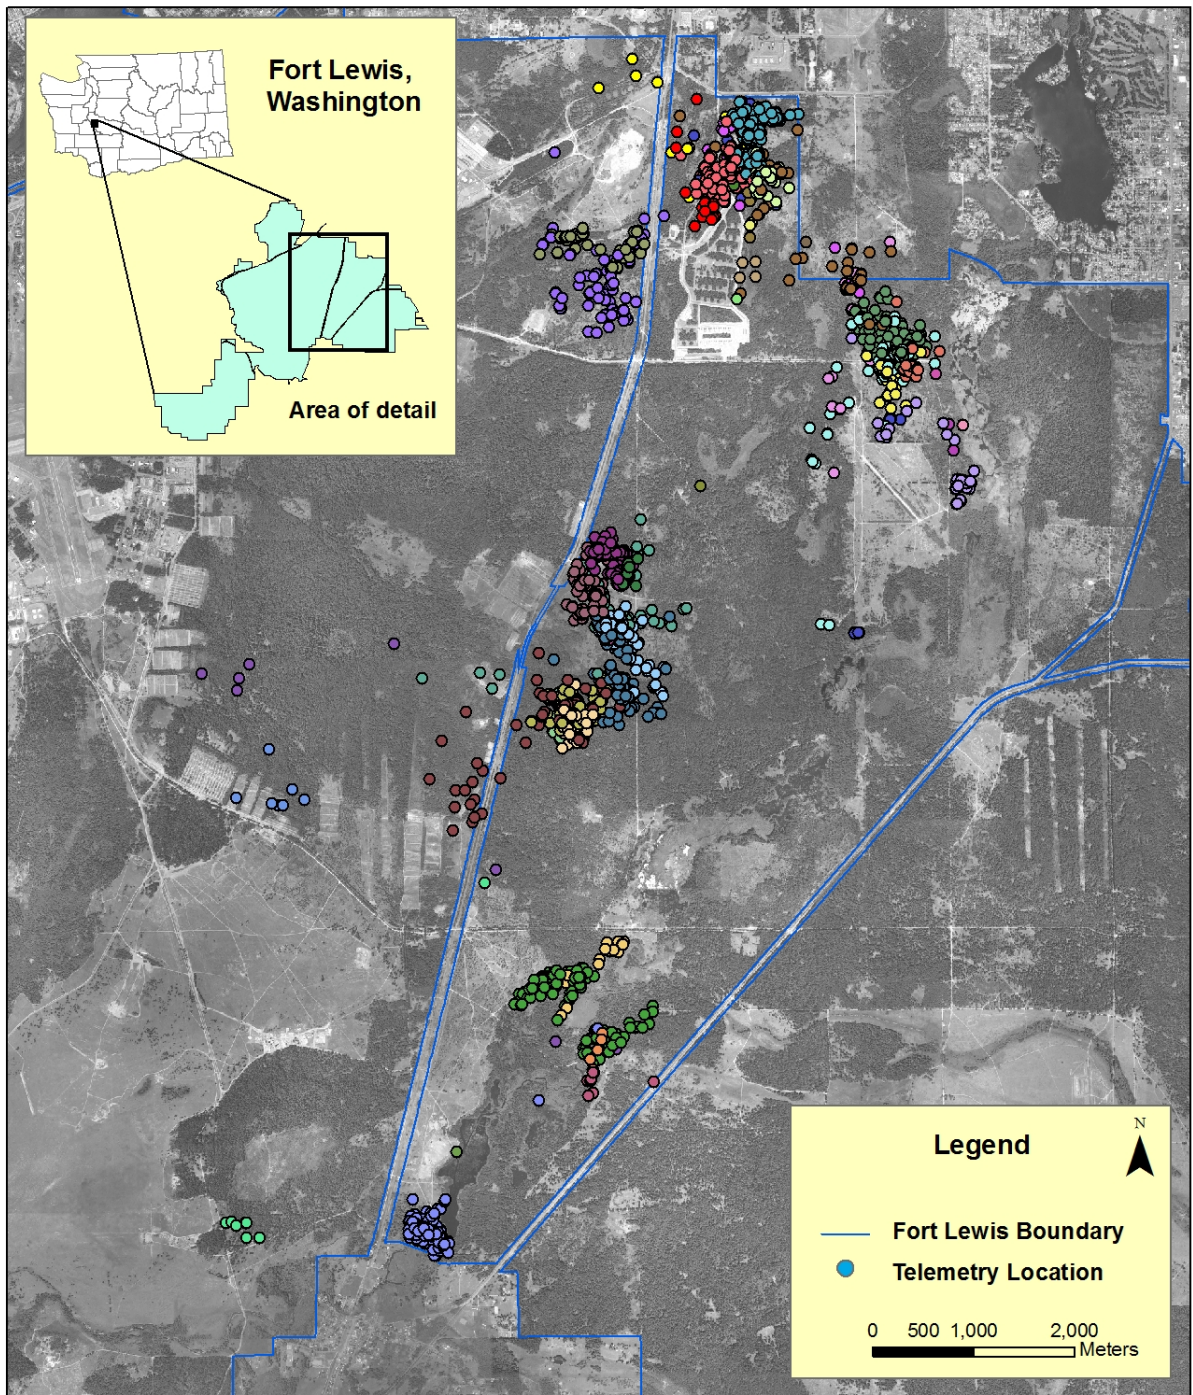 Fort Lewis,
Washington
Area of detail
Legend
N
Fort Lewis Boundary
Telemetry Location
0 500 1,000 2,000
Meters